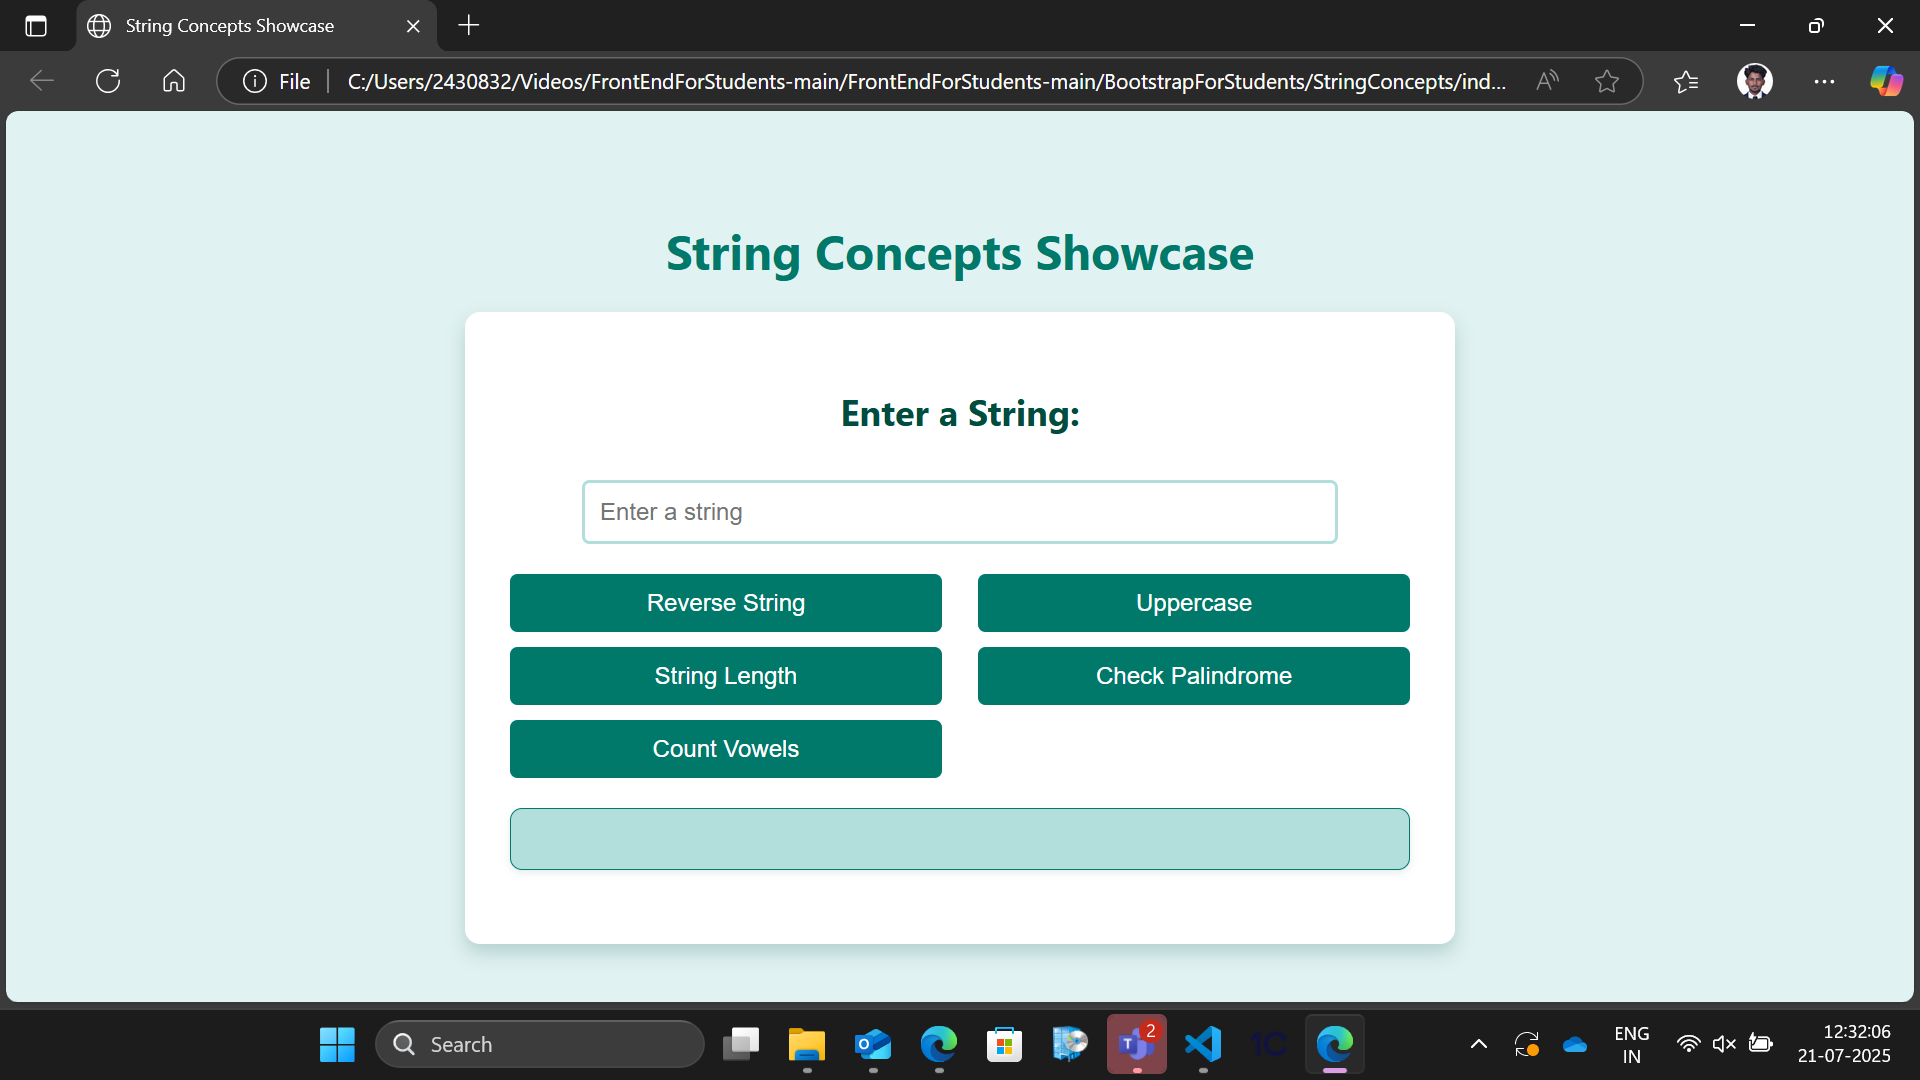 String Concepts Showcase
File
C:/Users/2430832/Videos/FrontEndForStudents-main/FrontEndForStudents-main/BootstrapForStudents/StringConcepts/ind...
String Concepts Showcase
Enter a String:
Enter a string
Reverse String
Uppercase
String Length
Check Palindrome
Count Vowels
Search
2
1C
ENG
IN
12:32:06
21-07-2025